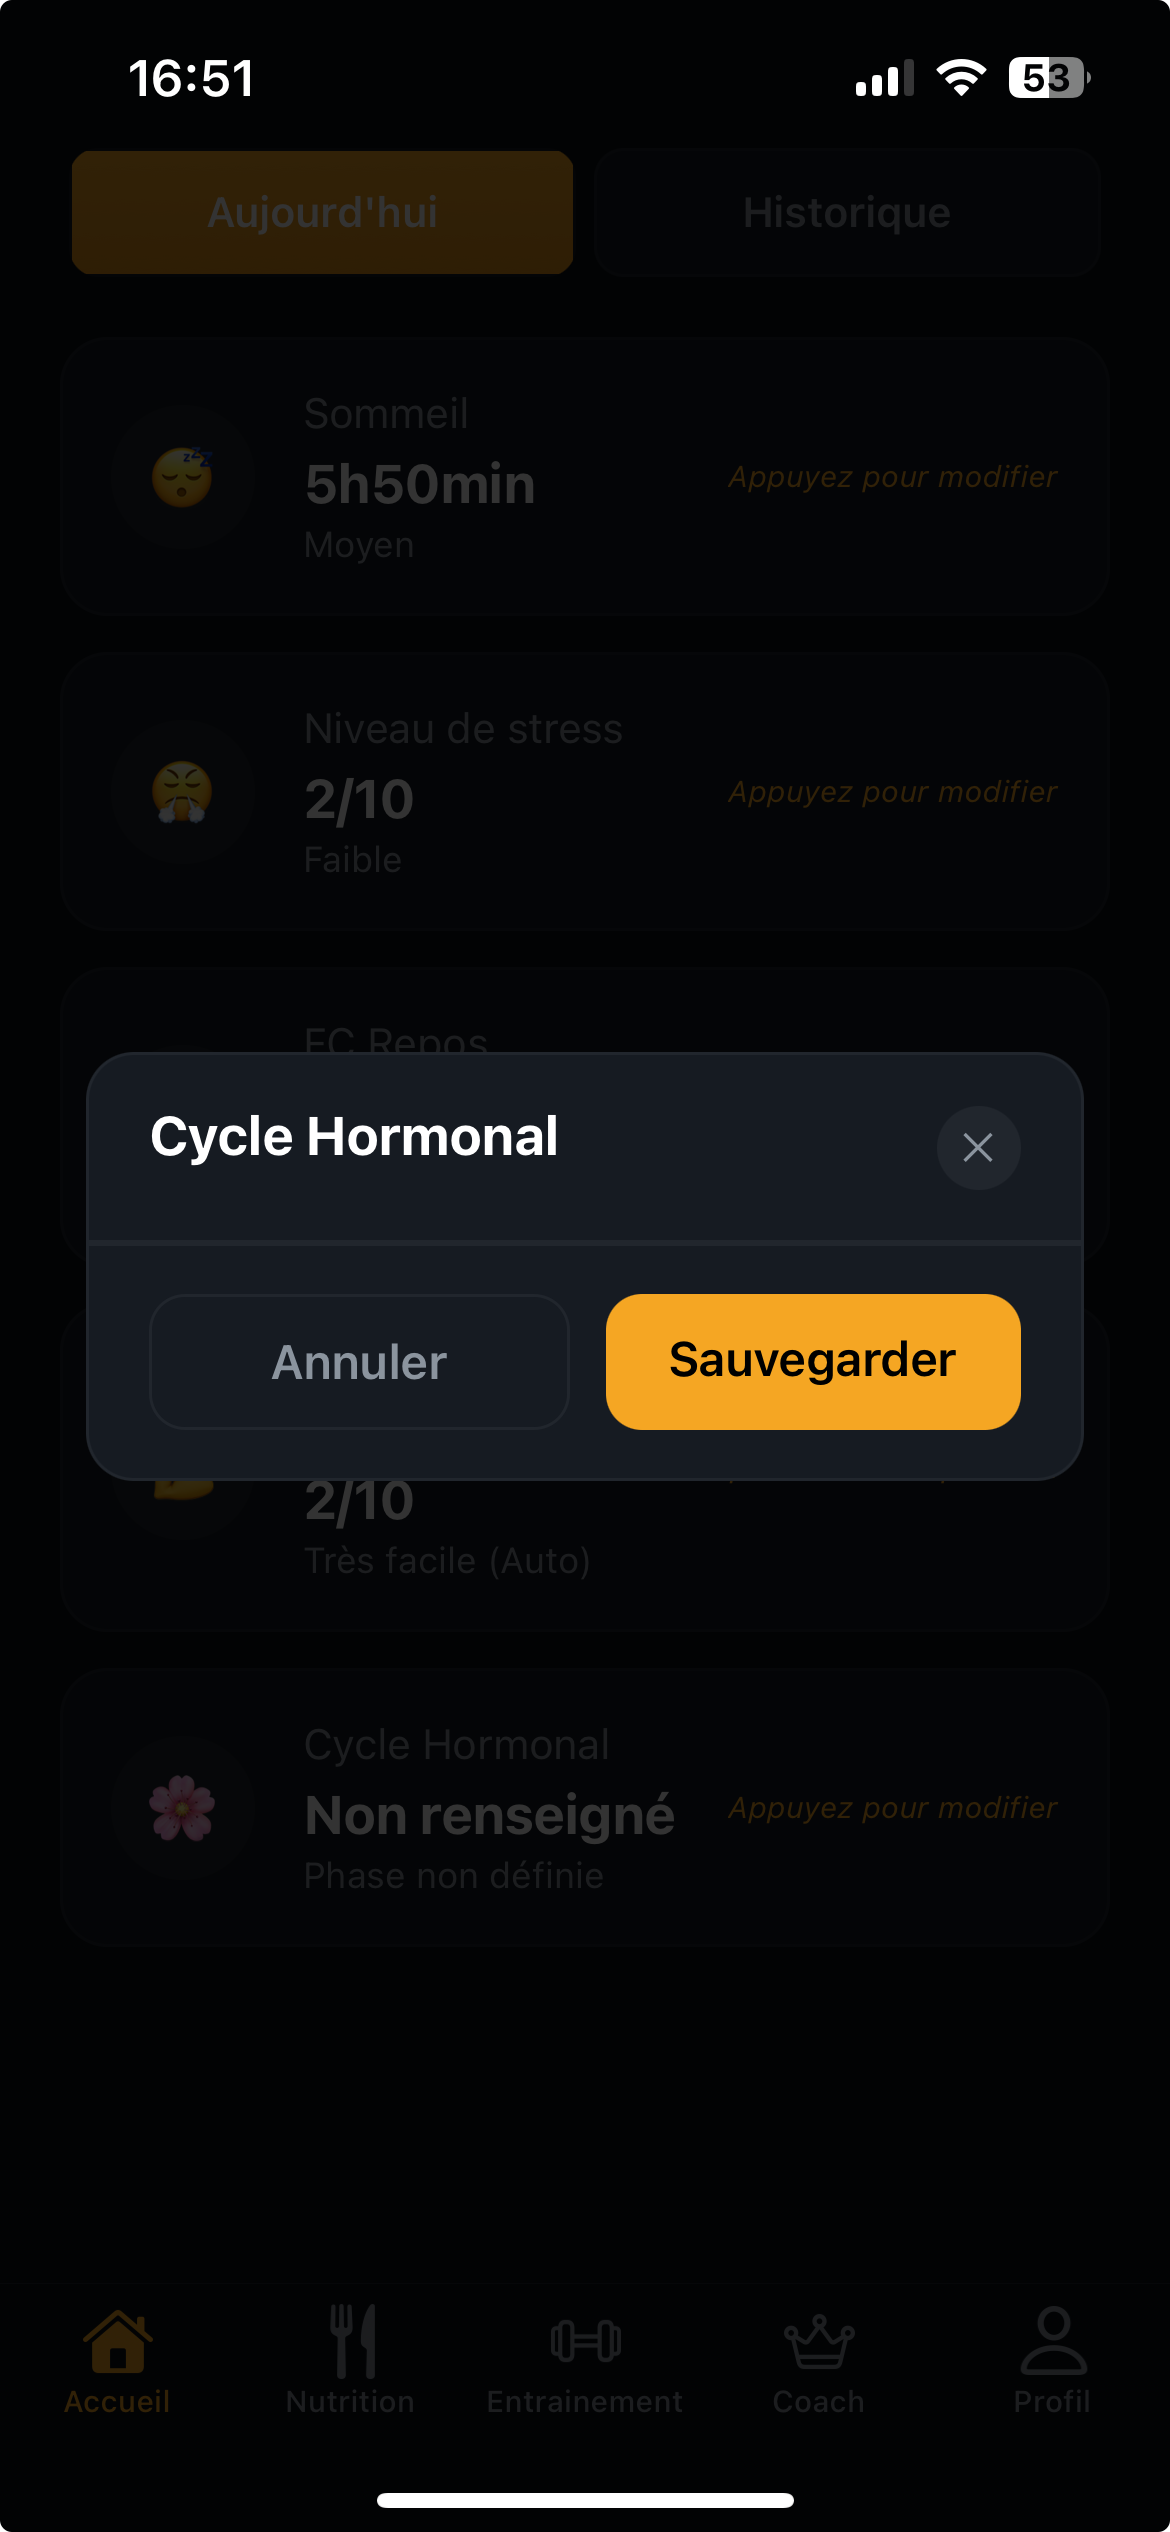 16:51
53
Aujourd'hui
Historique
Sommeil
5h50min
Appuyez pour modifier
Moyen
Niveau de stress
2/10
Appuyez pour modifier
Faible
FC Repos
Cycle Hormonal
Annuler
Sauvegarder
2/10
Très facile (Auto)
Cycle Hormonal
Non renseigné
Appuyez pour modifier
Phase non définie
Accueil
Nutrition
Entrainement
Coach
Profil